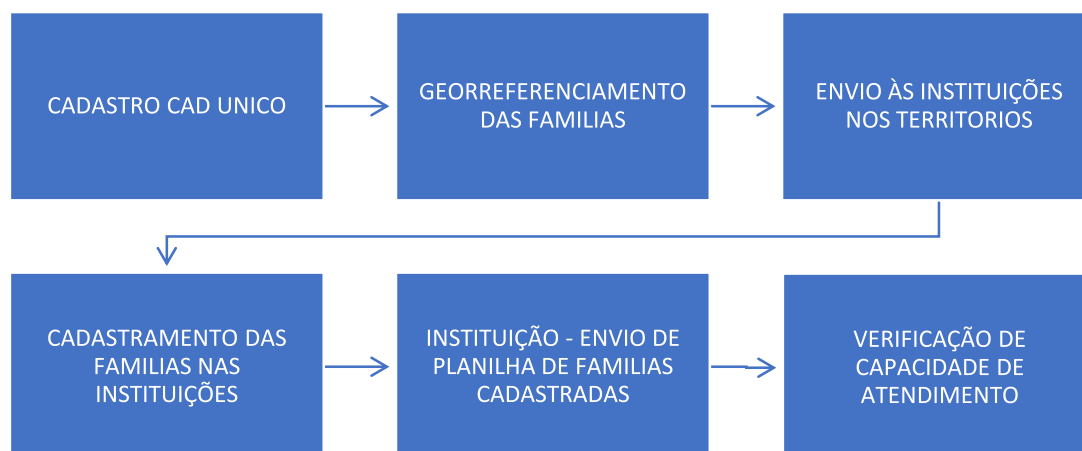 CADASTRO CAD UNICO
GEORREFERENCIAMENTO
DAS FAMILIAS
ENVIO ÀS INSTITUIÇÕES
NOS TERRITORIOS
CADASTRAMENTO DAS
FAMILIAS NAS
INSTITUIÇÕES
INSTITUIÇÃO - ENVIO DE
PLANILHA DE FAMILIAS
CADASTRADAS
VERIFICAÇÃO DE
CAPACIDADE DE
ATENDIMENTO